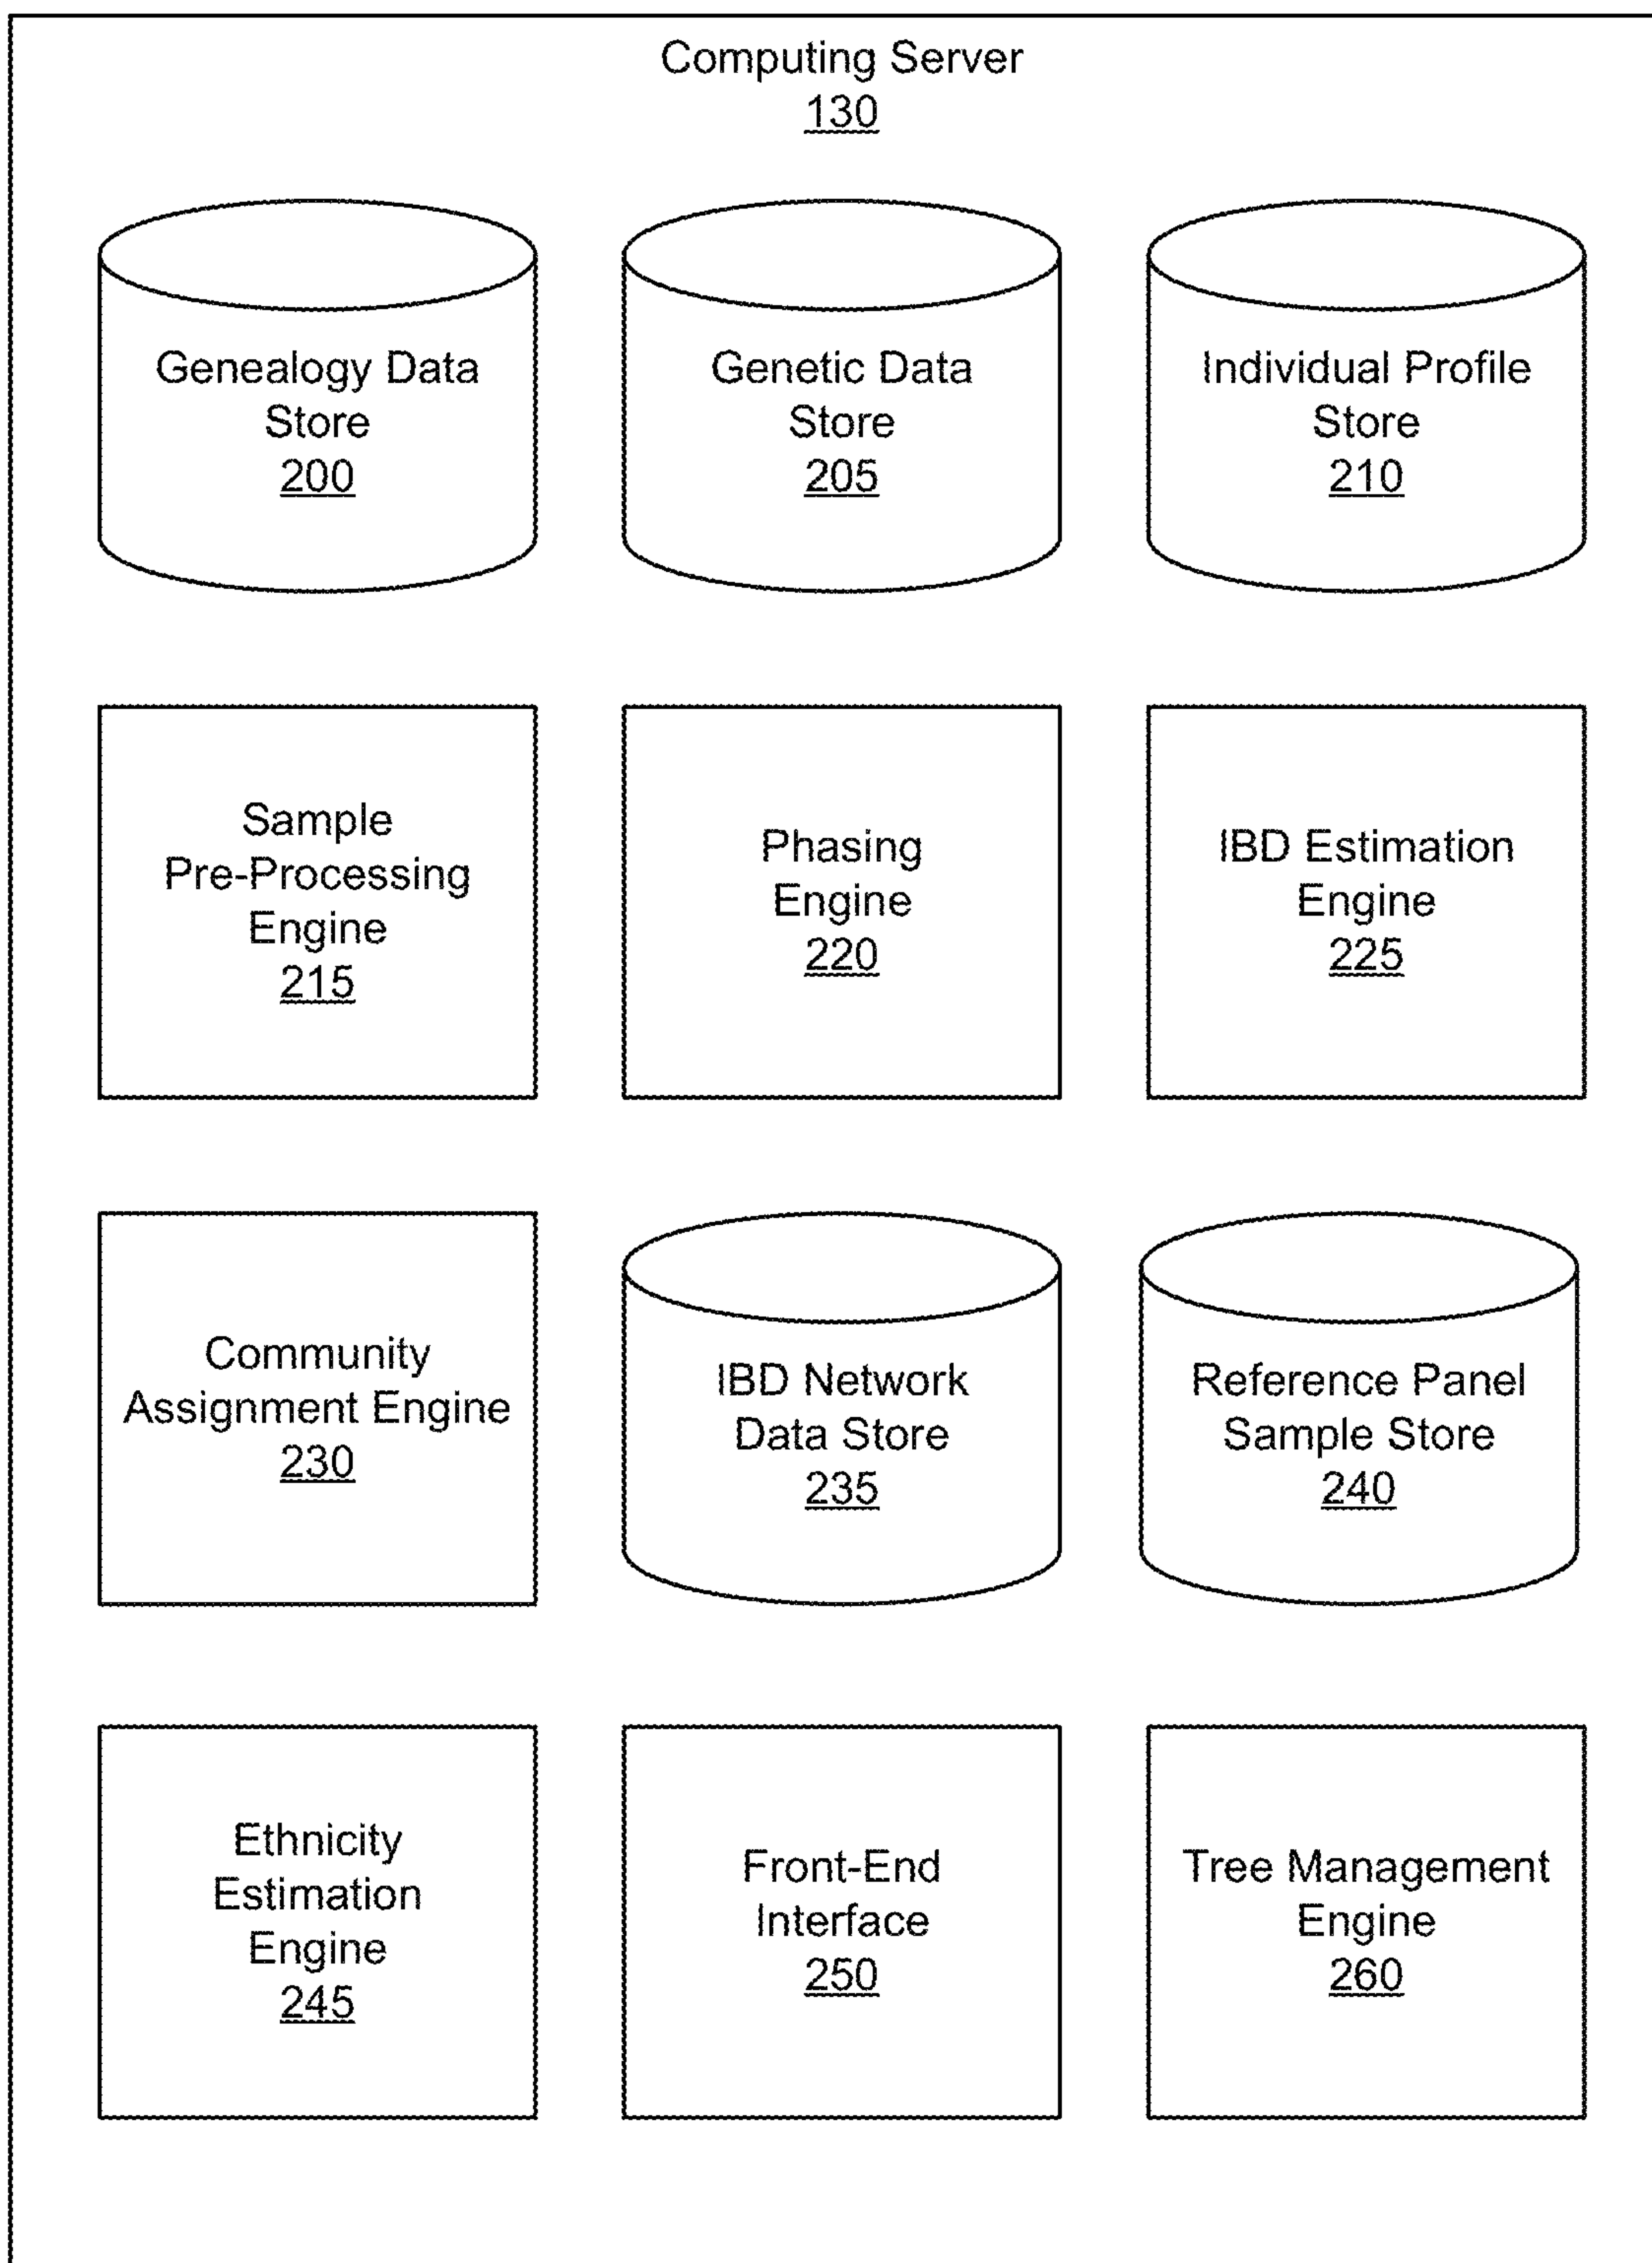 Computing Server
130
Genealogy Data
Store
200
Genetic Data
Store
205
Individual Profile
Store
210
Sample
Pre-Processing
Engine
215
Phasing
Engine
220
IBD Estimation
Engine
225
Community
Assignment Engine
230
IBD Network
Data Store
235
Reference Panel
Sample Store
240
Ethnicity
Estimation
Engine
245
Front-End
Interface
250
Tree Management
Engine
260